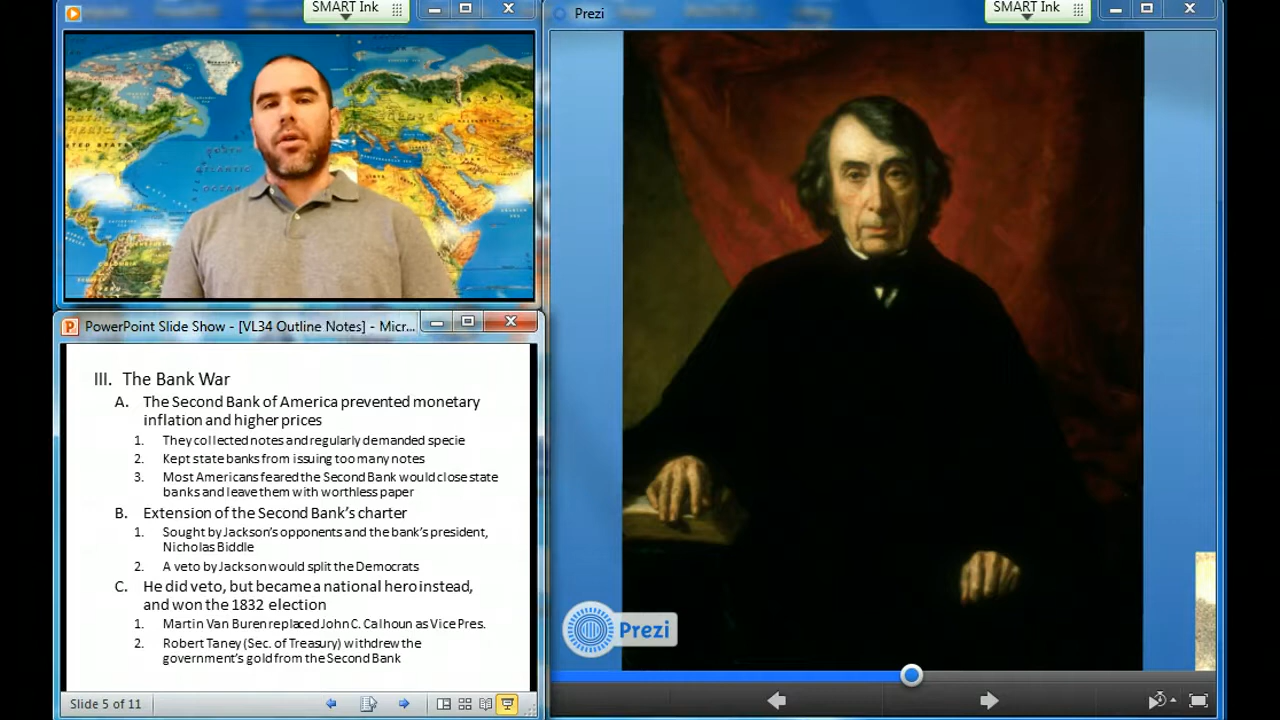 SMART Ink
Prezi
SMART Ink
PowerPoint Slide Show - [VL34 Outline Notes] - Micr...
III. The Bank War
A. The Second Bank of America prevented monetary
inflation and higher prices
1. They collected notes and regularly demanded specie
2. Kept state banks from issuing too many notes
3. Most Americans feared the Second Bank would close state
banks and leave them with worthless paper
B. Extension of the Second Bank's charter
1. Sought by Jackson's opponents and the bank's president,
Nicholas Biddle
2. A veto by Jackson would split the Democrats
C. He did veto, but became a national hero instead,
and won the 1832 election
1. Martin Van Buren replaced John C. Calhoun as Vice Pres.
2. Robert Taney (Sec. of Treasury) withdrew the
government's gold from the Second Bank
Slide 5 of 11
Prezi